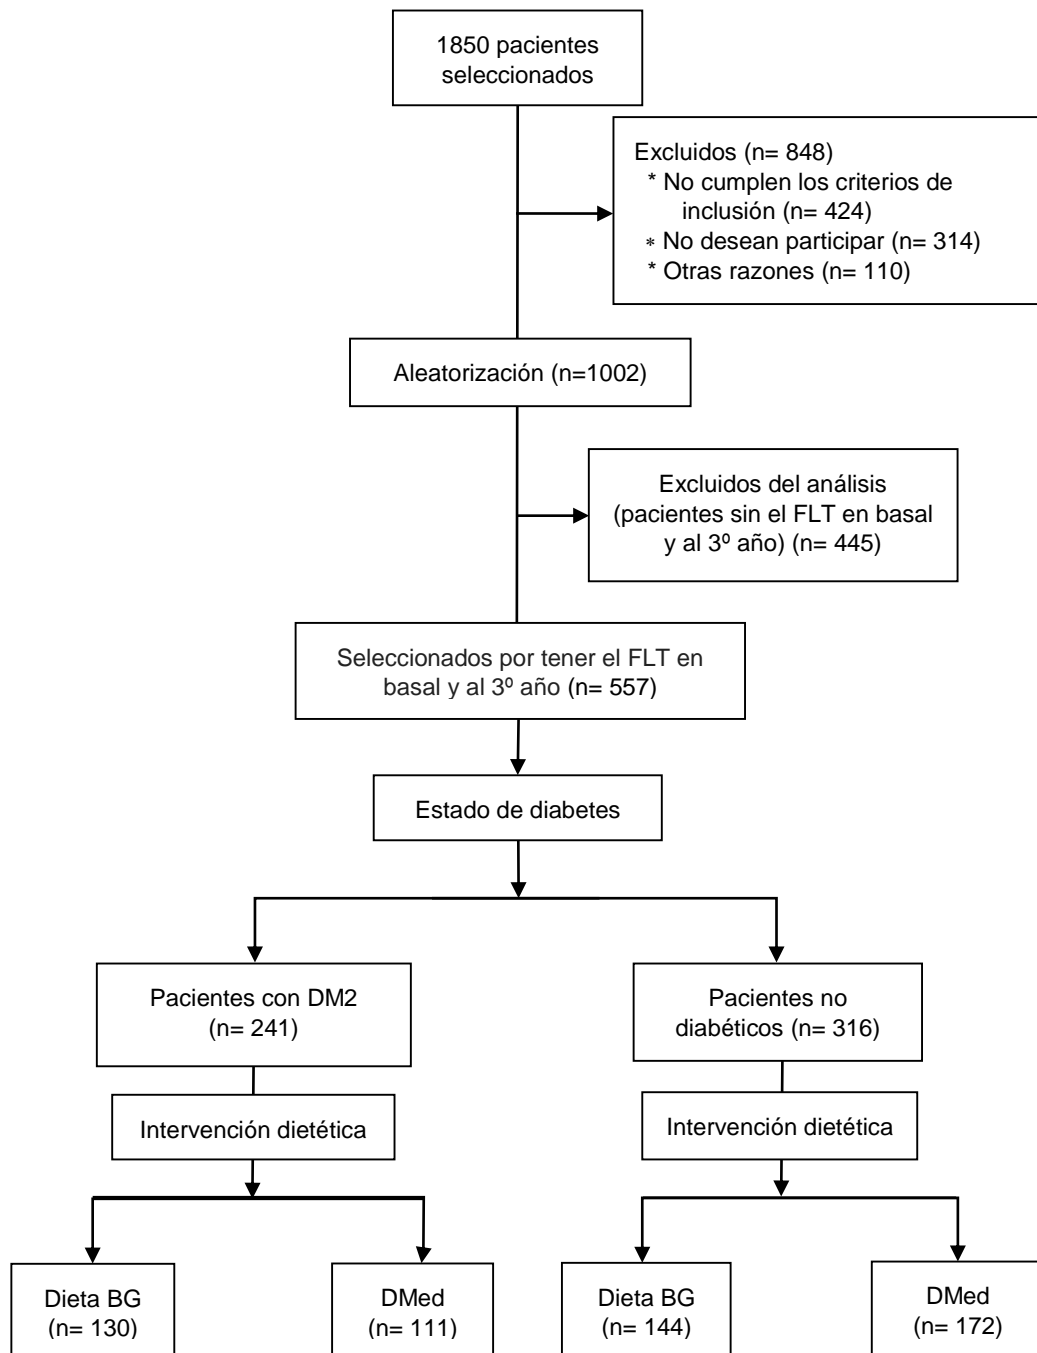 1850 pacientes
seleccionados
Excluidos (n= 848)
* No cumplen los criterios de
inclusión (n= 424)
* No desean participar (n= 314)
* Otras razones (n= 110)
Aleatorización (n=1002)
Excluidos del análisis
(pacientes sin el FLT en basal
y al 3º año) (n= 445)
Seleccionados por tener el FLT en
basal y al 3º año (n= 557)
Estado de diabetes
Pacientes con DM2
(n= 241)
Pacientes no
diabéticos (n= 316)
Intervención dietética
Intervención dietética
Dieta BG
(n= 130)
DMed
(n= 111)
Dieta BG
(n= 144)
DMed
(n= 172)